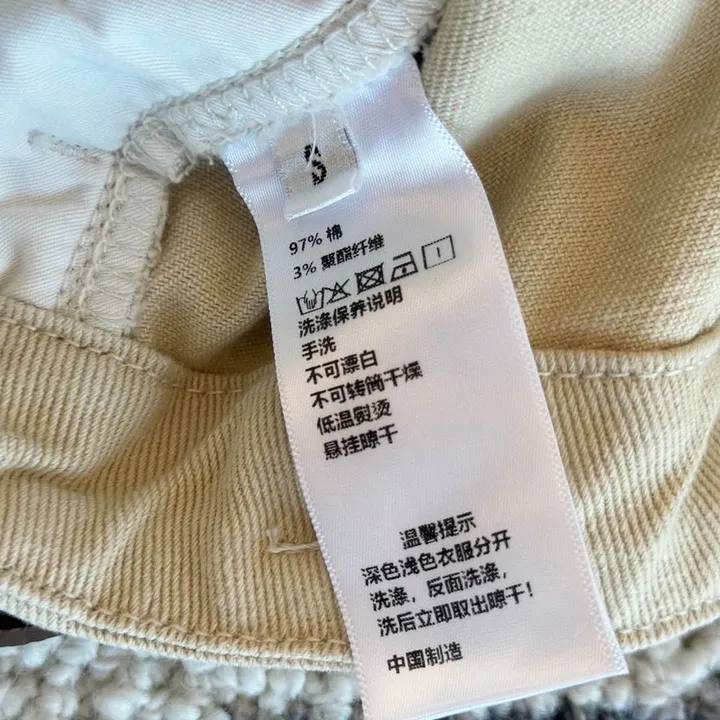 S
97% 棉
3% 聚酯纤维
洗涤保养说明
手洗
不可漂白
不可转筒干燥
低温熨烫
悬挂晾干
温馨提示
深色浅色衣服分开
洗涤，反面洗涤，
洗后立即取出晾干！
中国制造